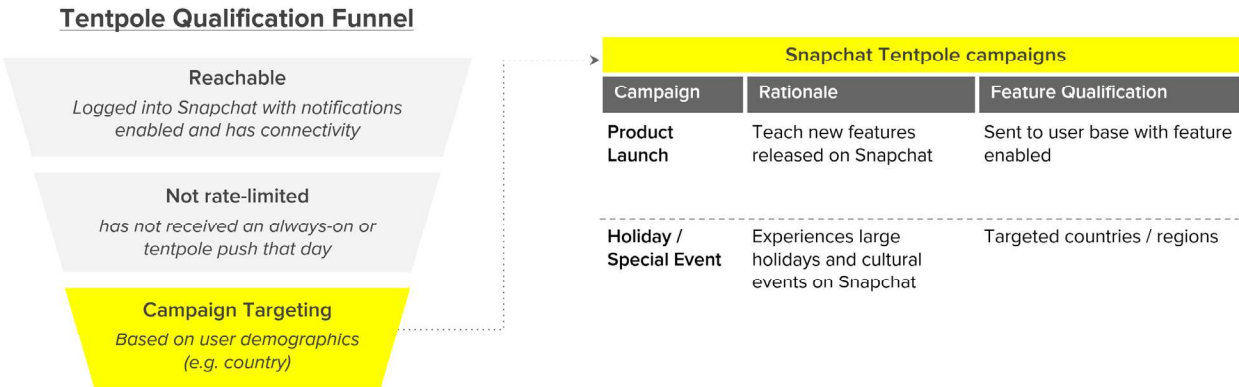 Tentpole Qualification Funnel
Reachable
Logged into Snapchat with notifications
enabled and has connectivity
Not rate-limited
has not received an always-on or
tentpole push that day
Campaign Targeting
Based on user demographics
(e.g. country)
Snapchat Tentpole campaigns
Campaign Rationale Feature Qualification
Product Teach new features Sent to user base with feature
Launch released on Snapchat enabled
Holiday / Experiences large Targeted countries / regions
Special Event holidays and cultural
events on Snapchat